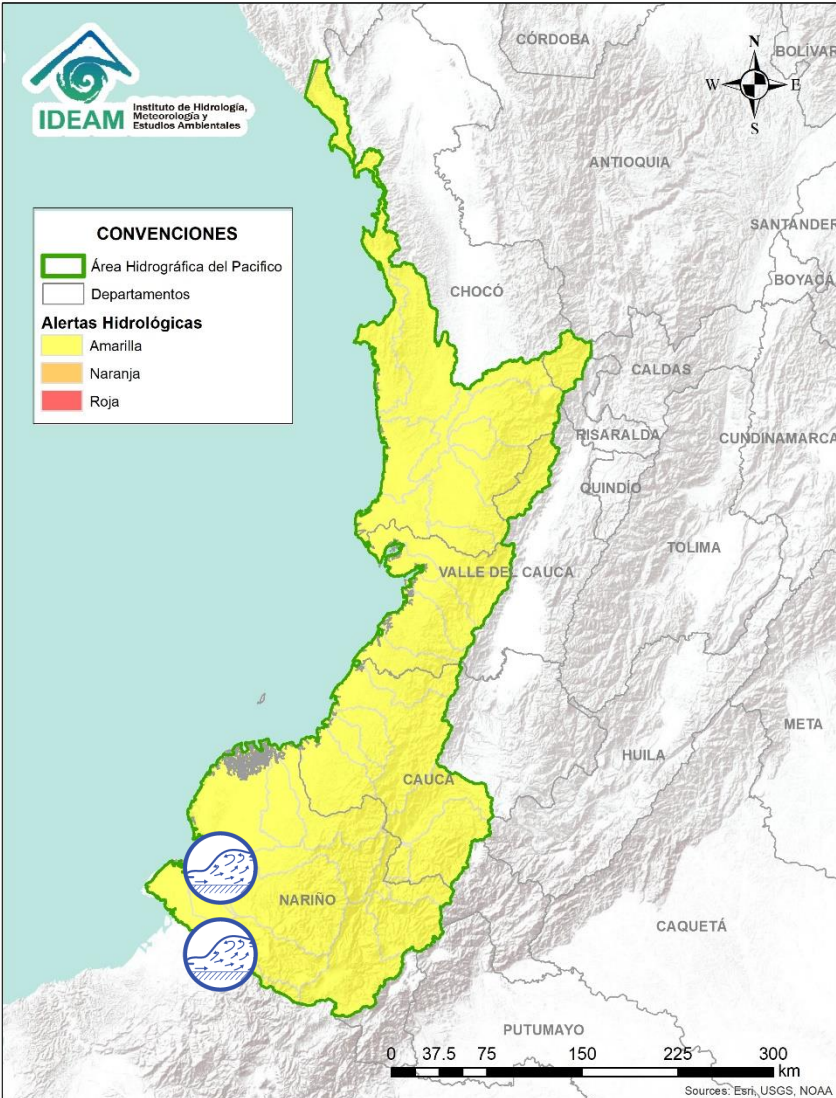 CÓRDOBA
BOLÍVAR
N
W
E
S
IDEAM
Instituto de Hidrología,
Meteorología y
Estudios Ambientales
ANTIOQUIA
SANTANDER
CONVENCIONES
Área Hidrográfica del Pacifico
Departamentos
Alertas Hidrológicas
Amarilla
Naranja
Roja
BOYACÁ
CHOCÓ
CALDAS
RISARALDA
CUNDINAMARCA
QUINDÍO
TOLIMA
VALLE DEL CAUCA
META
HUILA
CAUCA
NARIÑO
CAQUETÁ
PUTUMAYO
0 37.5 75 150 225 300
km
Sources: Esri, USGS, NOAA